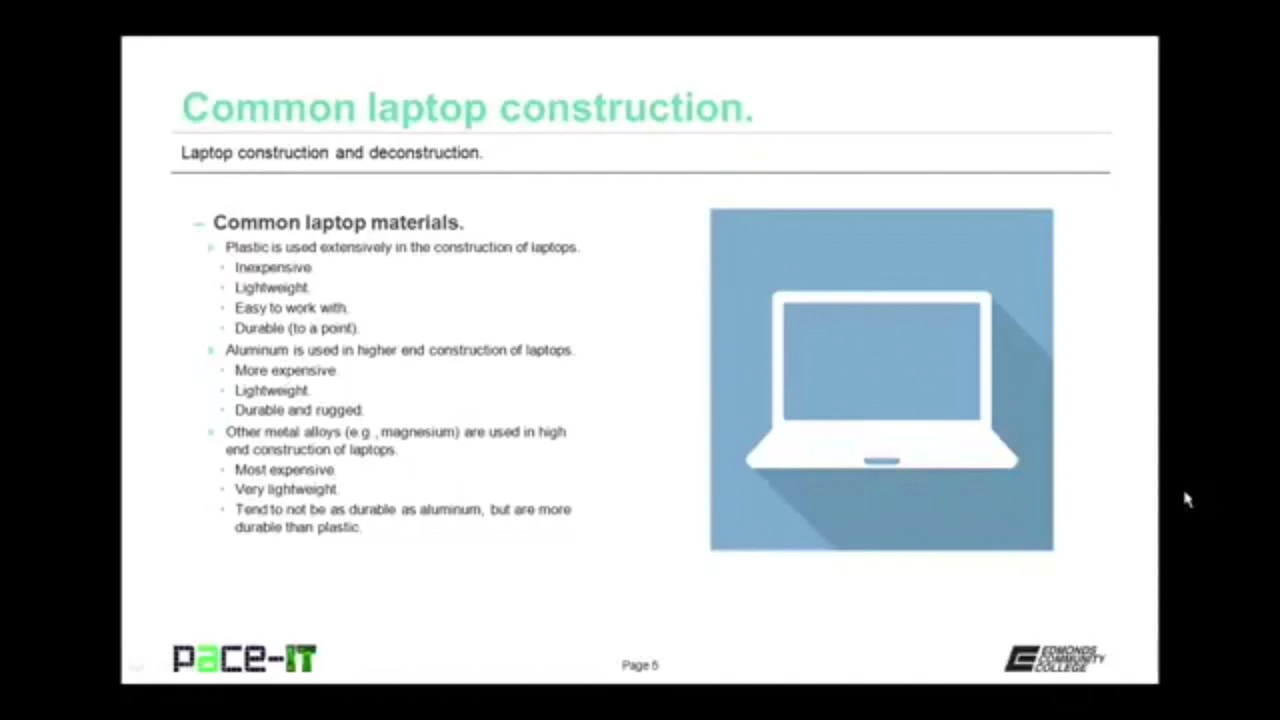 Common laptop construction.
Laptop construction and deconstruction.
– Common laptop materials.
» Plastic is used extensively in the construction of laptops.
• Inexpensive.
• Lightweight.
• Easy to work with.
• Durable (to a point).
» Aluminum is used in higher end construction of laptops.
• More expensive.
• Lightweight.
• Durable and rugged.
» Other metal alloys (e.g., magnesium) are used in high
end construction of laptops.
• Most expensive.
• Very lightweight.
• Tend to not be as durable as aluminum, but are more
durable than plastic.
pace-IT
Page 5
EDMONDS
COMMUNITY
COLLEGE